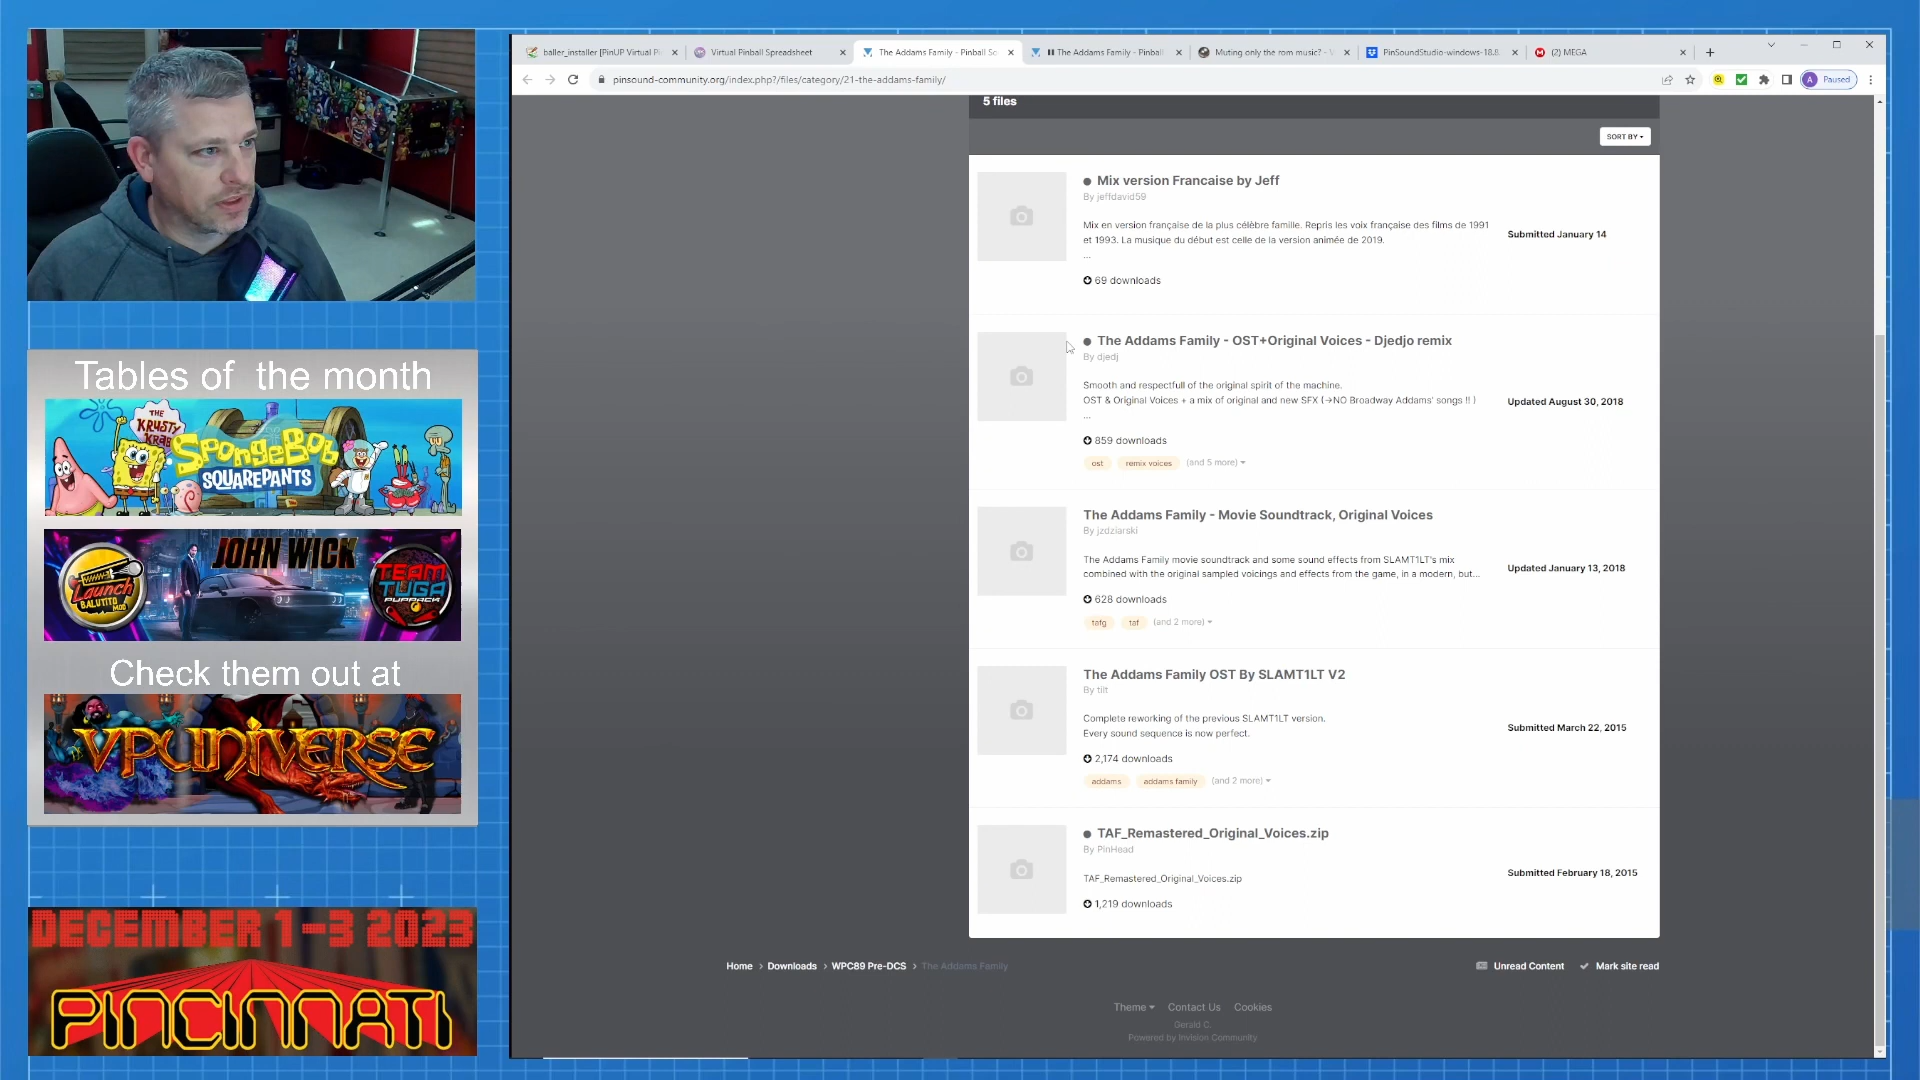 baller_installer [PinUP Virtual Pi
Virtual Pinball Spreadsheet
The Addams Family - Pinball So
The Addams Family - Pinball
Muting only the rom music? - V
PinSoundStudio-windows-18.8.
(2) MEGA
pinsound-community.org/index.php?/files/category/21-the-addams-family/
A Paused
5 files
SORT BY
Mix version Francaise by Jeff
By jeffdavid59
Mix en version française de la plus célèbre famille. Repris les voix française des films de 1991
et 1993. La musique du début est celle de la version animée de 2019.
...
Submitted January 14
69 downloads
The Addams Family - OST+Original Voices - Djedjo remix
By djedj
Smooth and respectfull of the original spirit of the machine.
OST & Original Voices + a mix of original and new SFX (->NO Broadway Addams' songs !! )
...
Updated August 30, 2018
859 downloads
ost remix voices (and 5 more)
The Addams Family - Movie Soundtrack, Original Voices
By jzdziarski
The Addams Family movie soundtrack and some sound effects from SLAMT1LT's mix
combined with the original sampled voicings and effects from the game, in a modern, but...
Updated January 13, 2018
628 downloads
tafg taf (and 2 more)
The Addams Family OST By SLAMT1LT V2
By tilt
Complete reworking of the previous SLAMT1LT version.
Every sound sequence is now perfect.
Submitted March 22, 2015
2,174 downloads
addams addams family (and 2 more)
TAF_Remastered_Original_Voices.zip
By PinHead
TAF_Remastered_Original_Voices.zip
Submitted February 18, 2015
1,219 downloads
Home > Downloads > WPC89 Pre-DCS > The Addams Family
Unread Content Mark site read
Theme Contact Us Cookies
Gerald C.
Powered by Invision Community
Tables of the month
THE
KRUSTY
KRAB
SpongeBob
SQUAREPANTS
JOHN WICK
Launch
BALUTITO
MOD
TEAM
TUGA
PUPPACK
Check them out at
VPUNIVERSE
DECEMBER 1-3 2023
PINCINNATI